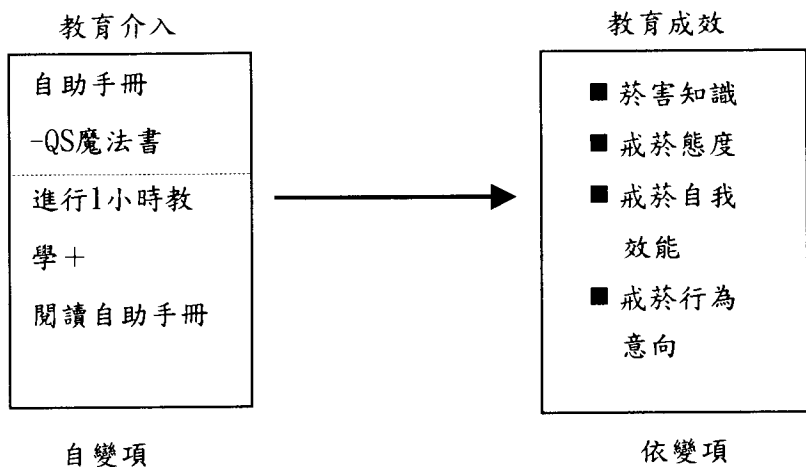 教育介入
自助手冊
-QS魔法書
進行1小時教
學＋
閱讀自助手冊
自變項
教育成效
■ 菸害知識
■ 戒菸態度
■ 戒菸自我
效能
■ 戒菸行為
意向
依變項